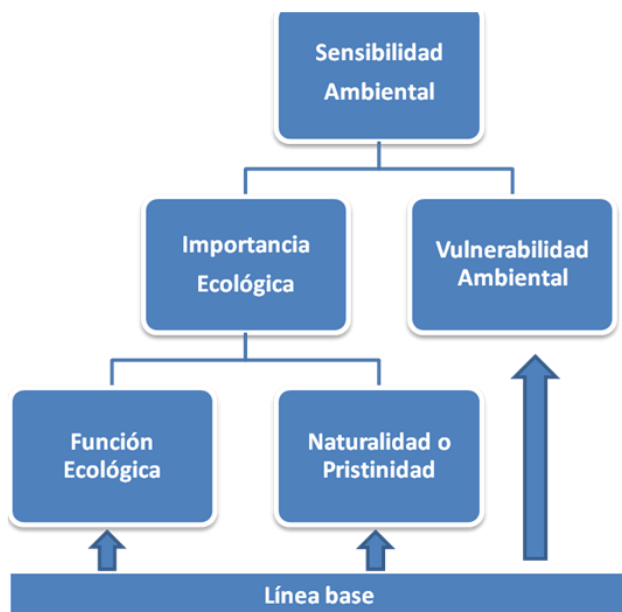 Sensibilidad
Ambiental
Importancia
Ecológica
Vulnerabilidad
Ambiental
Función
Ecológica
Naturalidad o
Pristinidad
Línea base